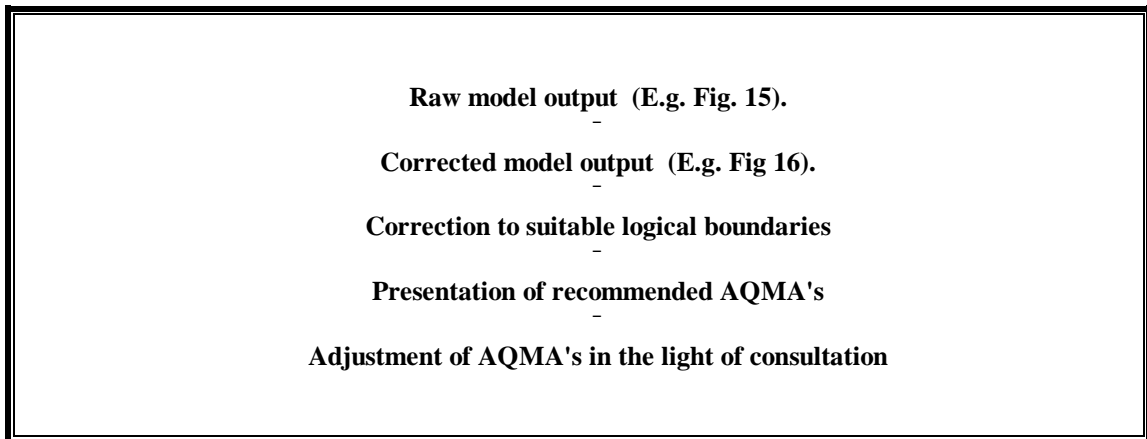 Raw model output (E.g. Fig. 15).
–
Corrected model output (E.g. Fig 16).
–
Correction to suitable logical boundaries
–
Presentation of recommended AQMA's
–
Adjustment of AQMA's in the light of consultation